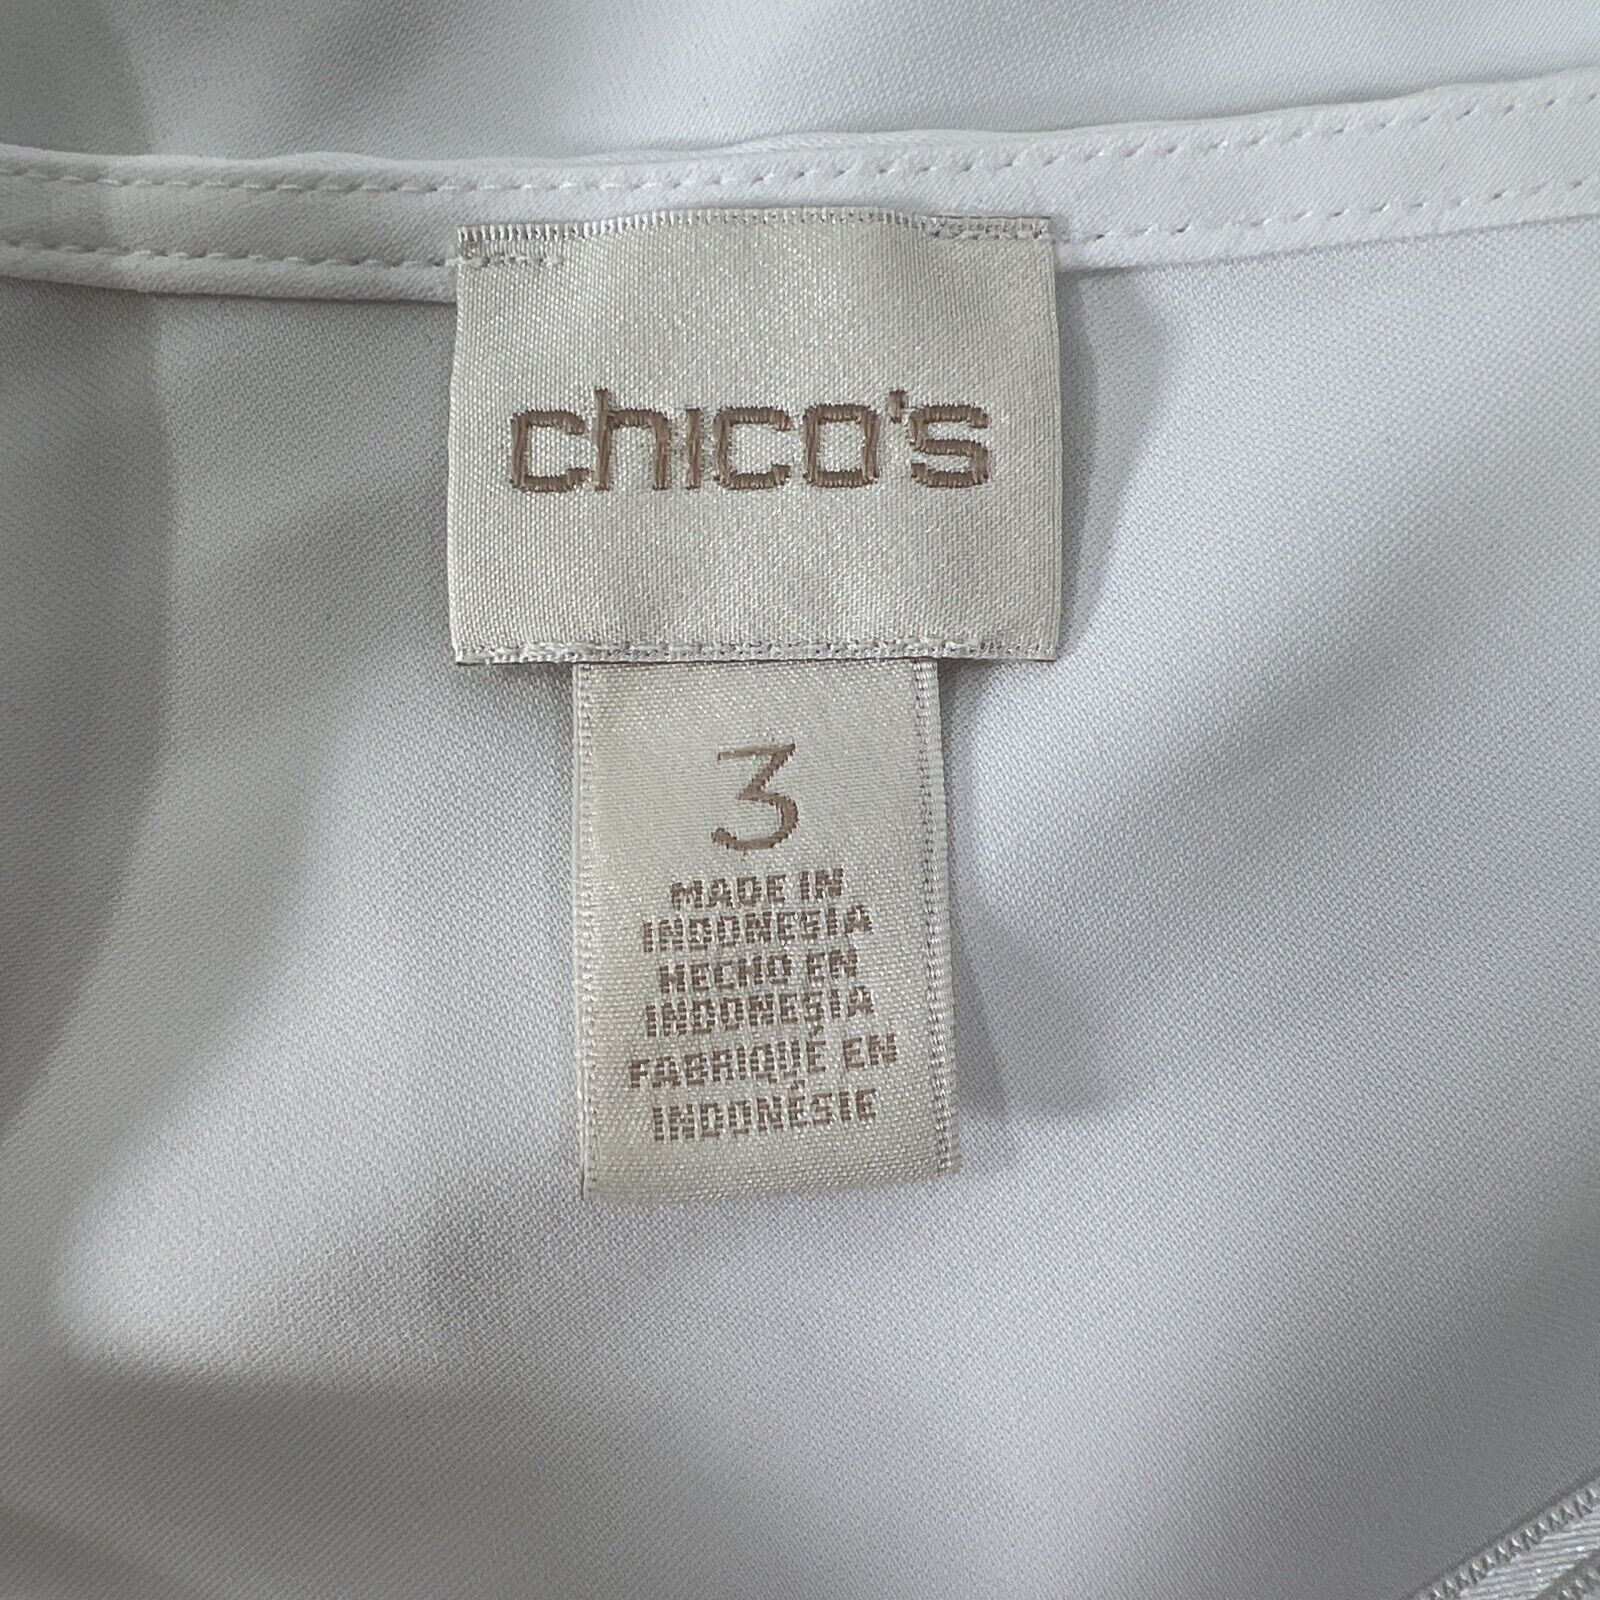 chico's
3
MADE IN
INDONESIA
HECHO EN
INDONESIA
FABRIQUÉ EN
INDONÉSIE